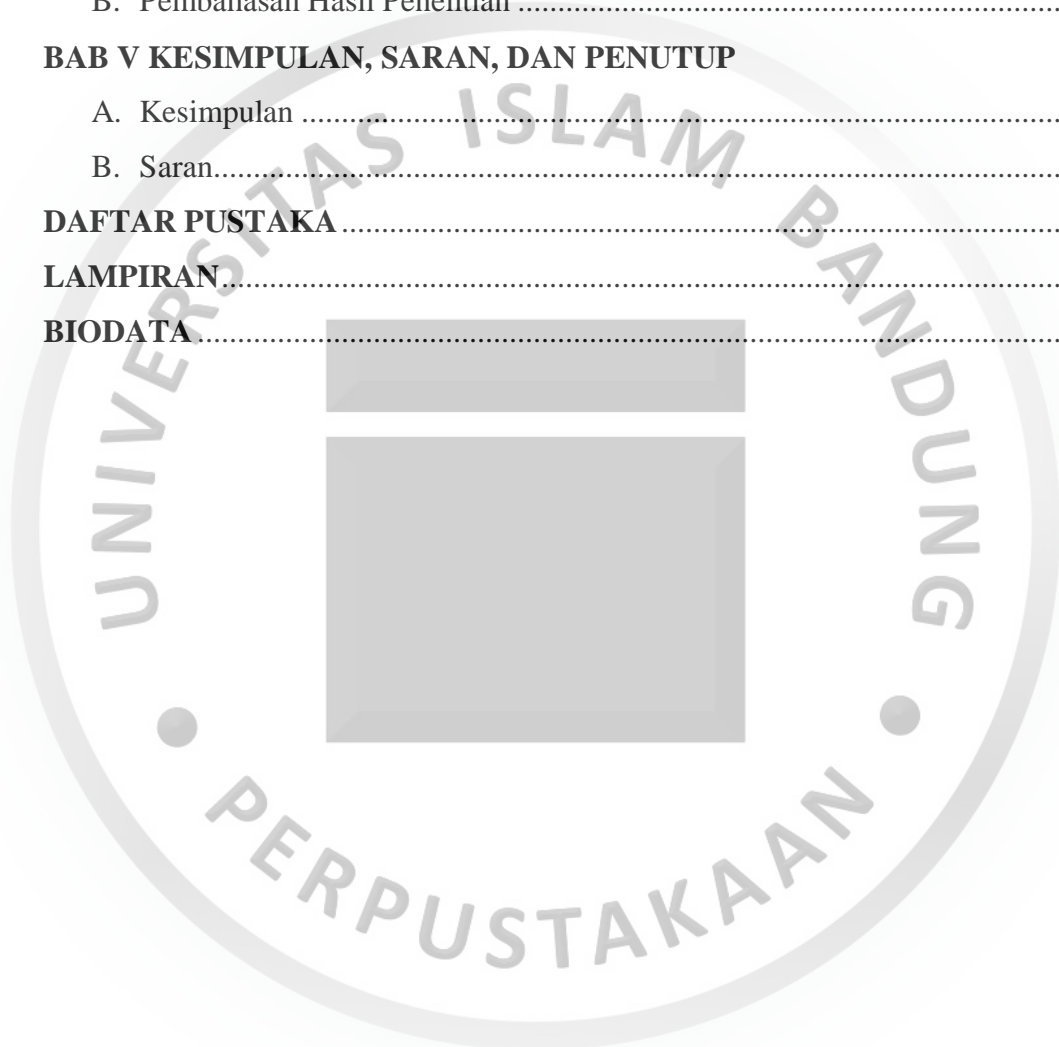 B. Pembahasan Hasil Penelitian ........................................................................
BAB V KESIMPULAN, SARAN, DAN PENUTUP
A. Kesimpulan ...............................................................................................
B. Saran..........................................................................................................
DAFTAR PUSTAKA ..........................................................................................
LAMPIRAN.........................................................................................................
BIODATA ............................................................................................................
UNIVERSITAS ISLAM BANDUNG
PERPUSTAKAAN